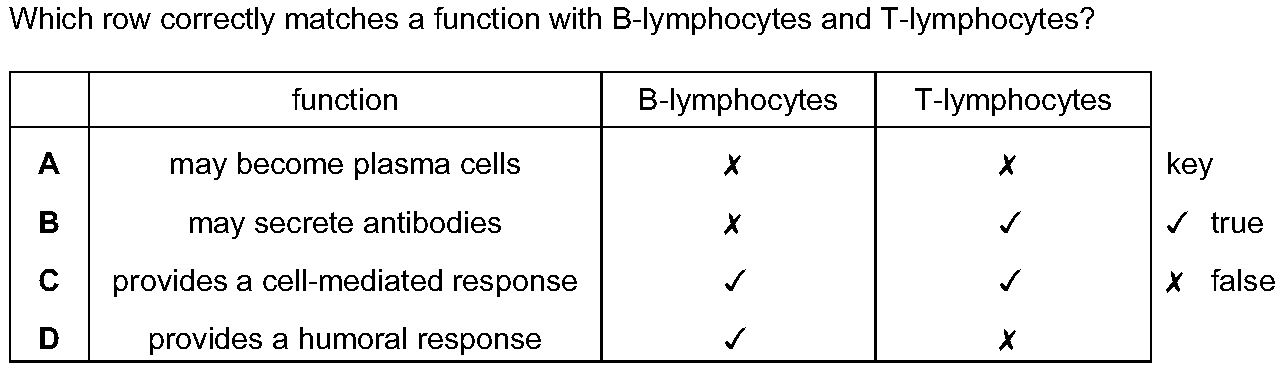 Which row correctly matches a function with B-lymphocytes and T-lymphocytes?
function B-lymphocytes T-lymphocytes
A may become plasma cells ✗ ✗ key
B may secrete antibodies ✗ ✓ ✓ true
C provides a cell-mediated response ✓ ✓ ✗ false
D provides a humoral response ✓ ✗